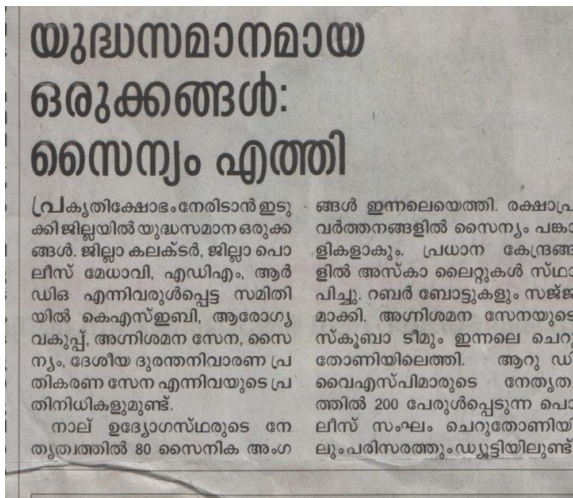 യുദ്ധസമാനമായ
ഒരുക്കങ്ങൾ:
സൈന്യം എത്തി
പ്രകൃതിക്ഷോഭം നേരിടാൻ ഇടു
ക്കി ജില്ലയിൽ യുദ്ധസമാന ഒരുക്ക
ങ്ങൾ. ജില്ലാ കലക്ടർ, ജില്ലാ പൊ
ലീസ് മേധാവി, എഡിഎം, ആർ
ഡിഒ എന്നിവരുൾപ്പെട്ട സമിതി
യിൽ കെഎസ്ഇബി, ആരോഗ്യ
വകുപ്പ്, അഗ്നിശമന സേന, സൈ
ന്യം, ദേശീയ ദുരന്തനിവാരണ പ്ര
തികരണ സേന എന്നിവയുടെ പ്ര
തിനിധികളുമുണ്ട്.
നാല് ഉദ്യോഗസ്ഥരുടെ നേ
തൃത്വത്തിൽ 80 സൈനിക അംഗ
ങ്ങൾ ഇന്നലെയെത്തി. രക്ഷാപ്ര
വർത്തനങ്ങളിൽ സൈന്യം പങ്കാ
ളികളാകും. പ്രധാന കേന്ദ്രങ്ങ
ളിൽ അസ്കാ ലൈറ്റുകൾ സ്ഥാ
പിച്ചു. റബർ ബോട്ടുകളും സജ്ജ
മാക്കി. അഗ്നിശമന സേനയുടെ
സ്കൂബാ ടീമും ഇന്നലെ ചെറു
തോണിയിലെത്തി. ആറു ഡി
വൈഎസ്പിമാരുടെ നേതൃത്വ
ത്തിൽ 200 പേരുൾപ്പെടുന്ന പൊ
ലീസ് സംഘം ചെറുതോണിയി
ലും പരിസരത്തും ഡ്യൂട്ടിയിലുണ്ട്